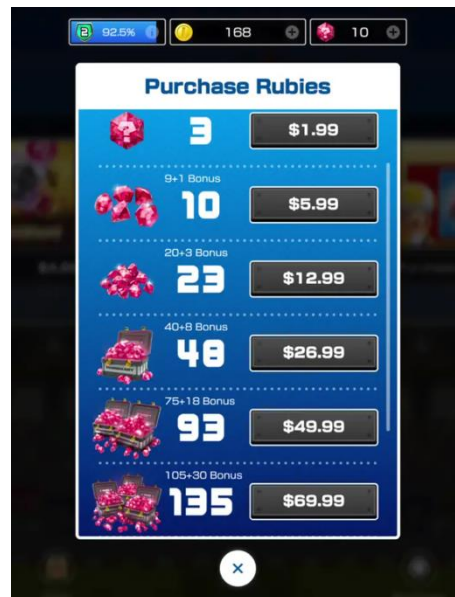 2 92.5% 168 10
Purchase Rubies
? 3 $1.99
9+1 Bonus
10 $5.99
20+3 Bonus
23 $12.99
40+8 Bonus
48 $26.99
75+18 Bonus
93 $49.99
105+30 Bonus
135 $69.99